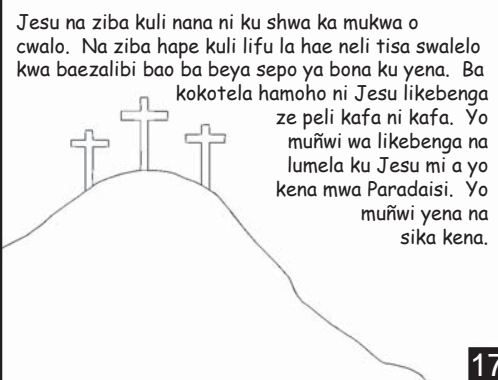 Jesu na ziba kuli nana ni ku shwa ka mukwa o
cwalo. Na ziba hape kuli lifu la hae neli tisa swalelo
kwa baezalibi bao ba beya sepo ya bona ku yena. Ba
kokotela hamoho ni Jesu likebenga
ze peli kafa ni kafa. Yo
muñwi wa likebenga na
lumela ku Jesu mi a yo
kena mwa Paradaisi. Yo
muñwi yena na
sika kena.
17